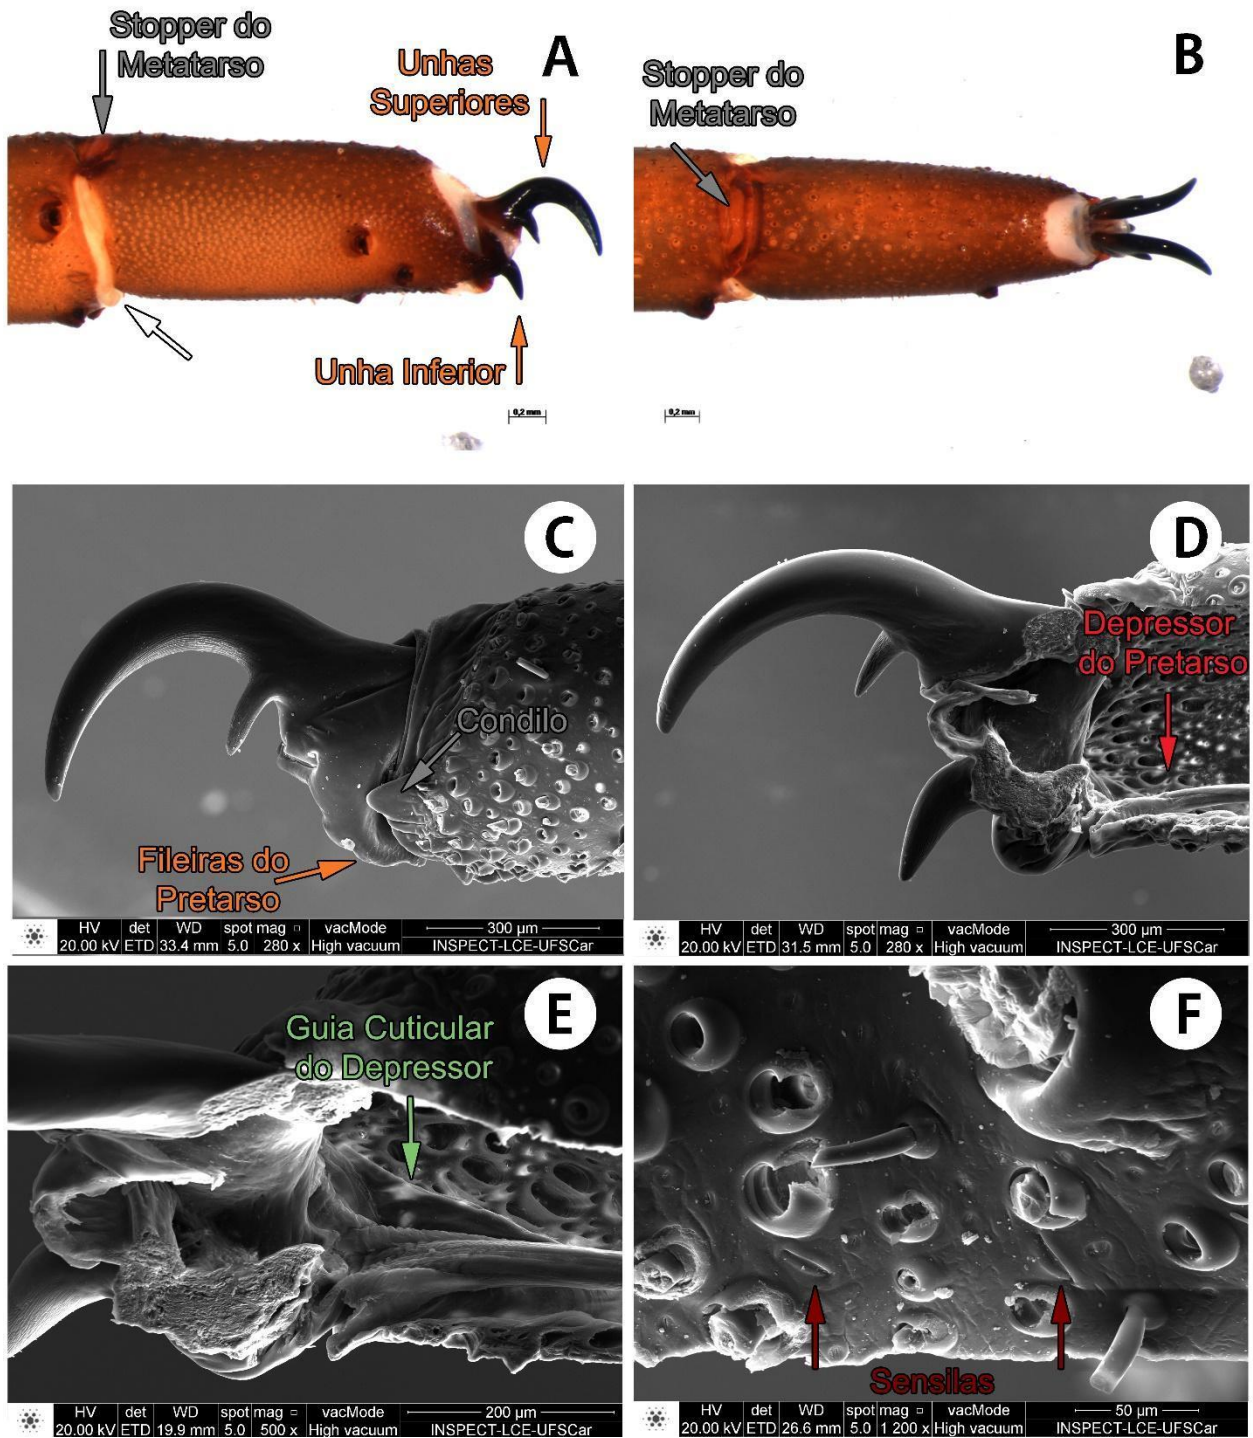 Stopper do
Metatarso
Unhas
Superiores
A
Unha Inferior
0,2 mm
Stopper do
Metatarso
B
0,2 mm
C
Condilo
Fileiras do
Pretarso
HV det WD spot mag □ vacMode 300 µm
20.00 kV ETD 33.4 mm 5.0 280 x High vacuum INSPECT-LCE-UFSCar
D
Depressor
do Pretarso
HV det WD spot mag □ vacMode 300 µm
20.00 kV ETD 31.5 mm 5.0 280 x High vacuum INSPECT-LCE-UFSCar
E
Guia Cuticular
do Depressor
HV det WD spot mag □ vacMode 200 µm
20.00 kV ETD 19.9 mm 5.0 500 x High vacuum INSPECT-LCE-UFSCar
F
Sensilas
HV det WD spot mag □ vacMode 50 µm
20.00 kV ETD 26.6 mm 5.0 1 200 x High vacuum INSPECT-LCE-UFSCar